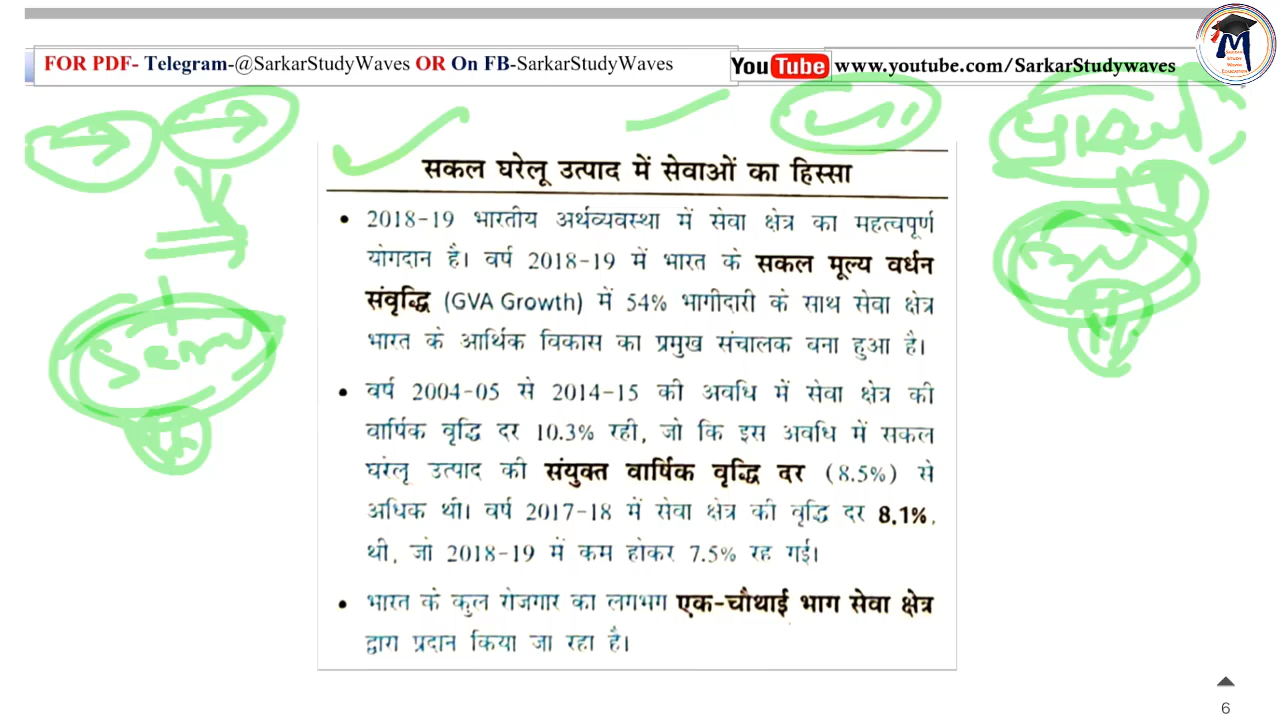 FOR PDF- Telegram-@SarkarStudyWaves OR On FB-SarkarStudyWaves
YouTube www.youtube.com/SarkarStudywaves
M
SARKAR
STUDY
WAVES
EDUCATION
सकल घरेलू उत्पाद में सेवाओं का हिस्सा
• 2018-19 भारतीय अर्थव्यवस्था में सेवा क्षेत्र का महत्वपूर्ण
योगदान है। वर्ष 2018-19 में भारत के सकल मूल्य वर्धन
संवृद्धि (GVA Growth) में 54% भागीदारी के साथ सेवा क्षेत्र
भारत के आर्थिक विकास का प्रमुख संचालक बना हुआ है।
• वर्ष 2004-05 से 2014-15 की अवधि में सेवा क्षेत्र की
वार्षिक वृद्धि दर 10.3% रही, जो कि इस अवधि में सकल
घरेलू उत्पाद की संयुक्त वार्षिक वृद्धि दर (8.5%) से
अधिक थी। वर्ष 2017-18 में सेवा क्षेत्र की वृद्धि दर 8.1%,
थी, जो 2018-19 में कम होकर 7.5% रह गई।
• भारत के कुल रोजगार का लगभग एक-चौथाई भाग सेवा क्षेत्र
द्वारा प्रदान किया जा रहा है।
6